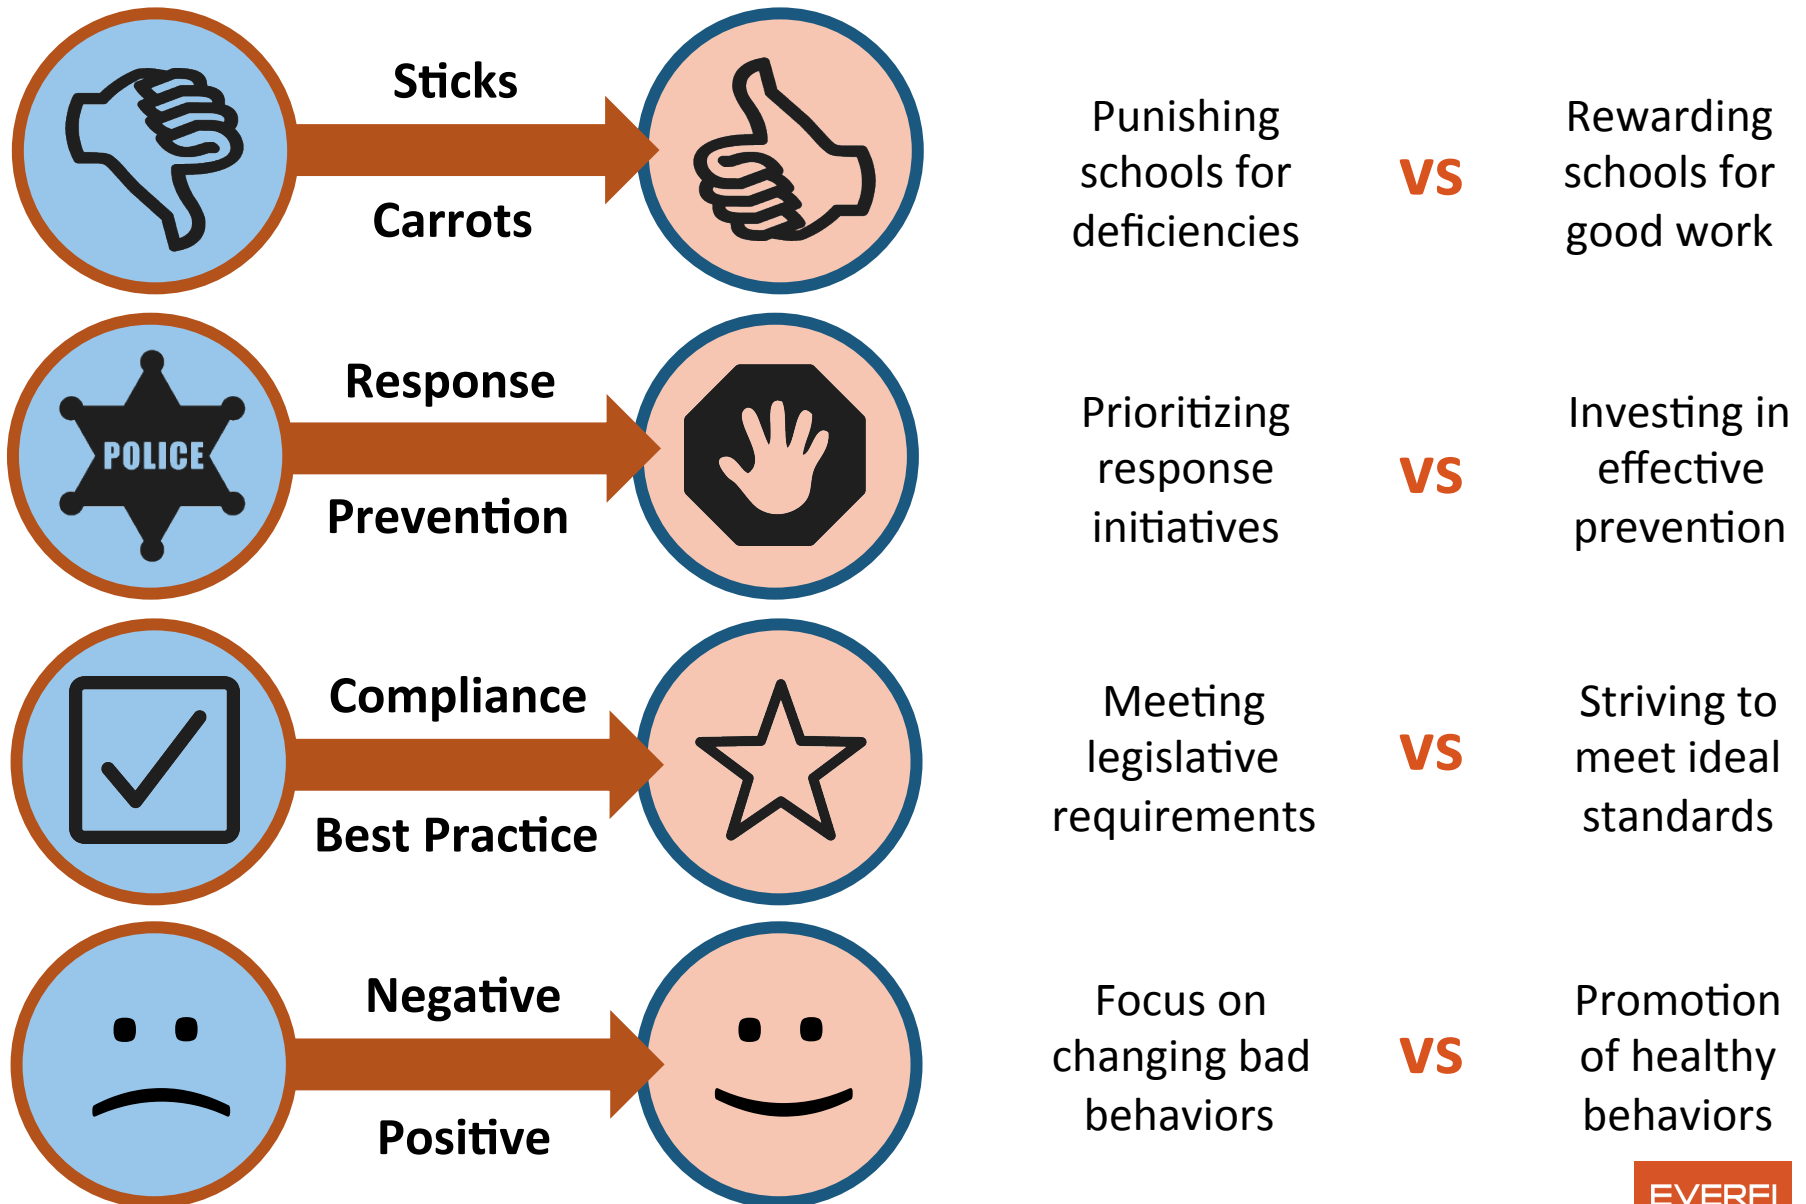 Sticks
Carrots
Punishing
schools for
deficiencies
vs
Rewarding
schools for
good work
POLICE
Response
Prevention
Prioritizing
response
initiatives
vs
Investing in
effective
prevention
Compliance
Best Practice
Meeting
legislative
requirements
vs
Striving to
meet ideal
standards
Negative
Positive
Focus on
changing bad
behaviors
vs
Promotion
of healthy
behaviors
EVERFI